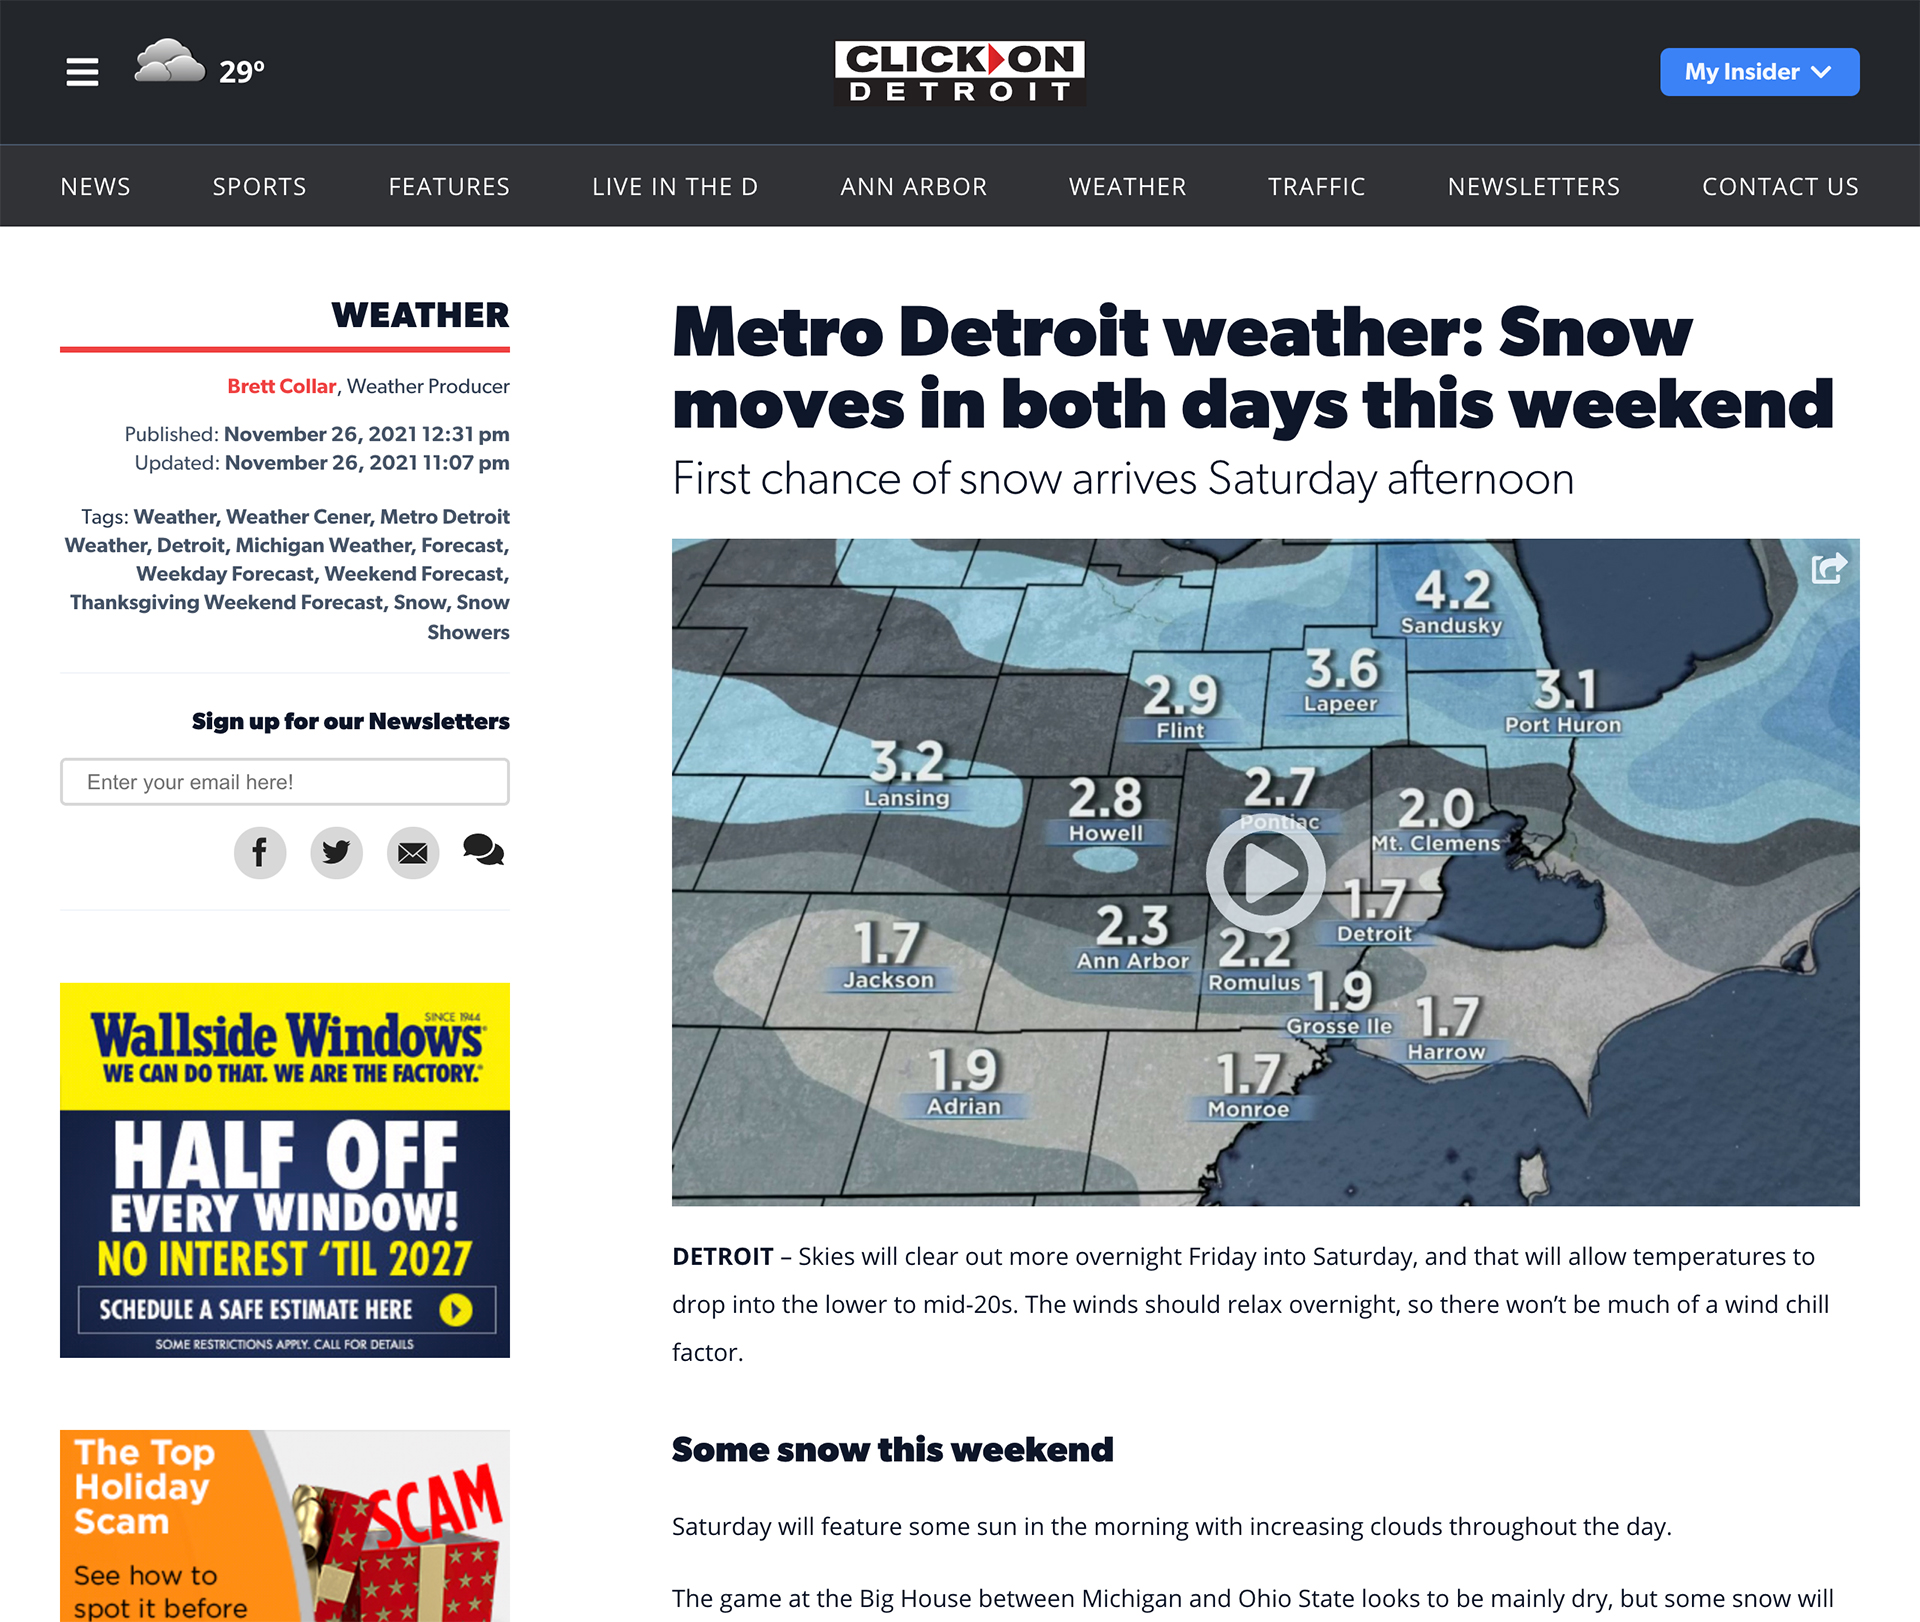 29°
CLICK ON
DETROIT
My Insider
NEWS
SPORTS
FEATURES
LIVE IN THE D
ANN ARBOR
WEATHER
TRAFFIC
NEWSLETTERS
CONTACT US
WEATHER
Brett Collar, Weather Producer
Published: November 26, 2021 12:31 pm
Updated: November 26, 2021 11:07 pm
Tags: Weather, Weather Cener, Metro Detroit
Weather, Detroit, Michigan Weather, Forecast,
Weekday Forecast, Weekend Forecast,
Thanksgiving Weekend Forecast, Snow, Snow
Showers
Sign up for our Newsletters
Enter your email here!
SINCE 1944
Wallside Windows®
WE CAN DO THAT. WE ARE THE FACTORY.®
HALF OFF
EVERY WINDOW!
NO INTEREST ‘TIL 2027
SCHEDULE A SAFE ESTIMATE HERE
SOME RESTRICTIONS APPLY. CALL FOR DETAILS
The Top
Holiday
Scam
SCAM
See how to
spot it before
Metro Detroit weather: Snow
moves in both days this weekend
First chance of snow arrives Saturday afternoon
4.2
Sandusky
3.6
Lapeer
2.9
Flint
3.1
Port Huron
3.2
Lansing
2.8
Howell
2.7
Pontiac
2.0
Mt. Clemens
1.7
Detroit
1.7
Jackson
2.3
Ann Arbor
2.2
Romulus
1.9
Grosse Ile
1.7
Harrow
1.9
Adrian
1.7
Monroe
DETROIT – Skies will clear out more overnight Friday into Saturday, and that will allow temperatures to
drop into the lower to mid-20s. The winds should relax overnight, so there won’t be much of a wind chill
factor.
Some snow this weekend
Saturday will feature some sun in the morning with increasing clouds throughout the day.
The game at the Big House between Michigan and Ohio State looks to be mainly dry, but some snow will